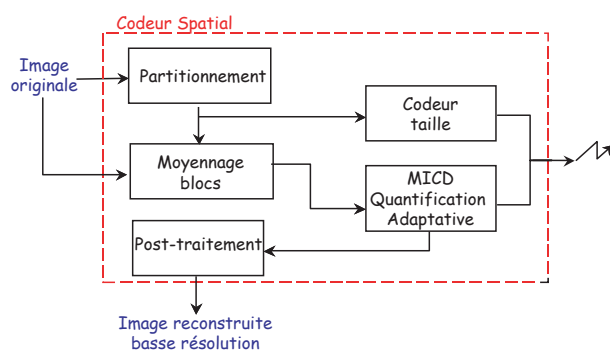 Codeur Spatial
Image
originale
Partitionnement
Codeur
taille
Moyennage
blocs
MICD
Quantification
Adaptative
Post-traitement
Image reconstruite
basse résolution